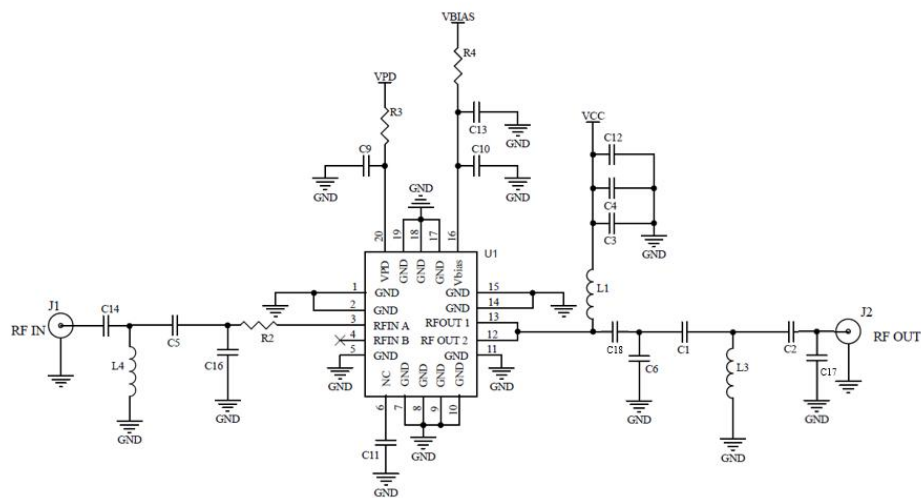 VBIAS
R4
VPD
R3
C13
GND
VCC
C12
C9
C10
GND
C4
GND
GND
C3
GND
20
19
18
17
16
U1
VPD
GND
GND
GND
Vbias
L1
1
GND
GND
15
GND
2
GND
GND
14
GND
J1
C14
3
RFIN A
RFOUT 1
13
J2
RF IN
C5
R2
4
RFIN B
RF OUT 2
12
C18
C1
C2
RF OUT
5
GND
GND
11
L4
C16
GND
NC
GND
GND
GND
GND
GND
C6
L3
C17
6
7
8
9
10
GND
GND
GND
GND
GND
C11
GND
GND
GND